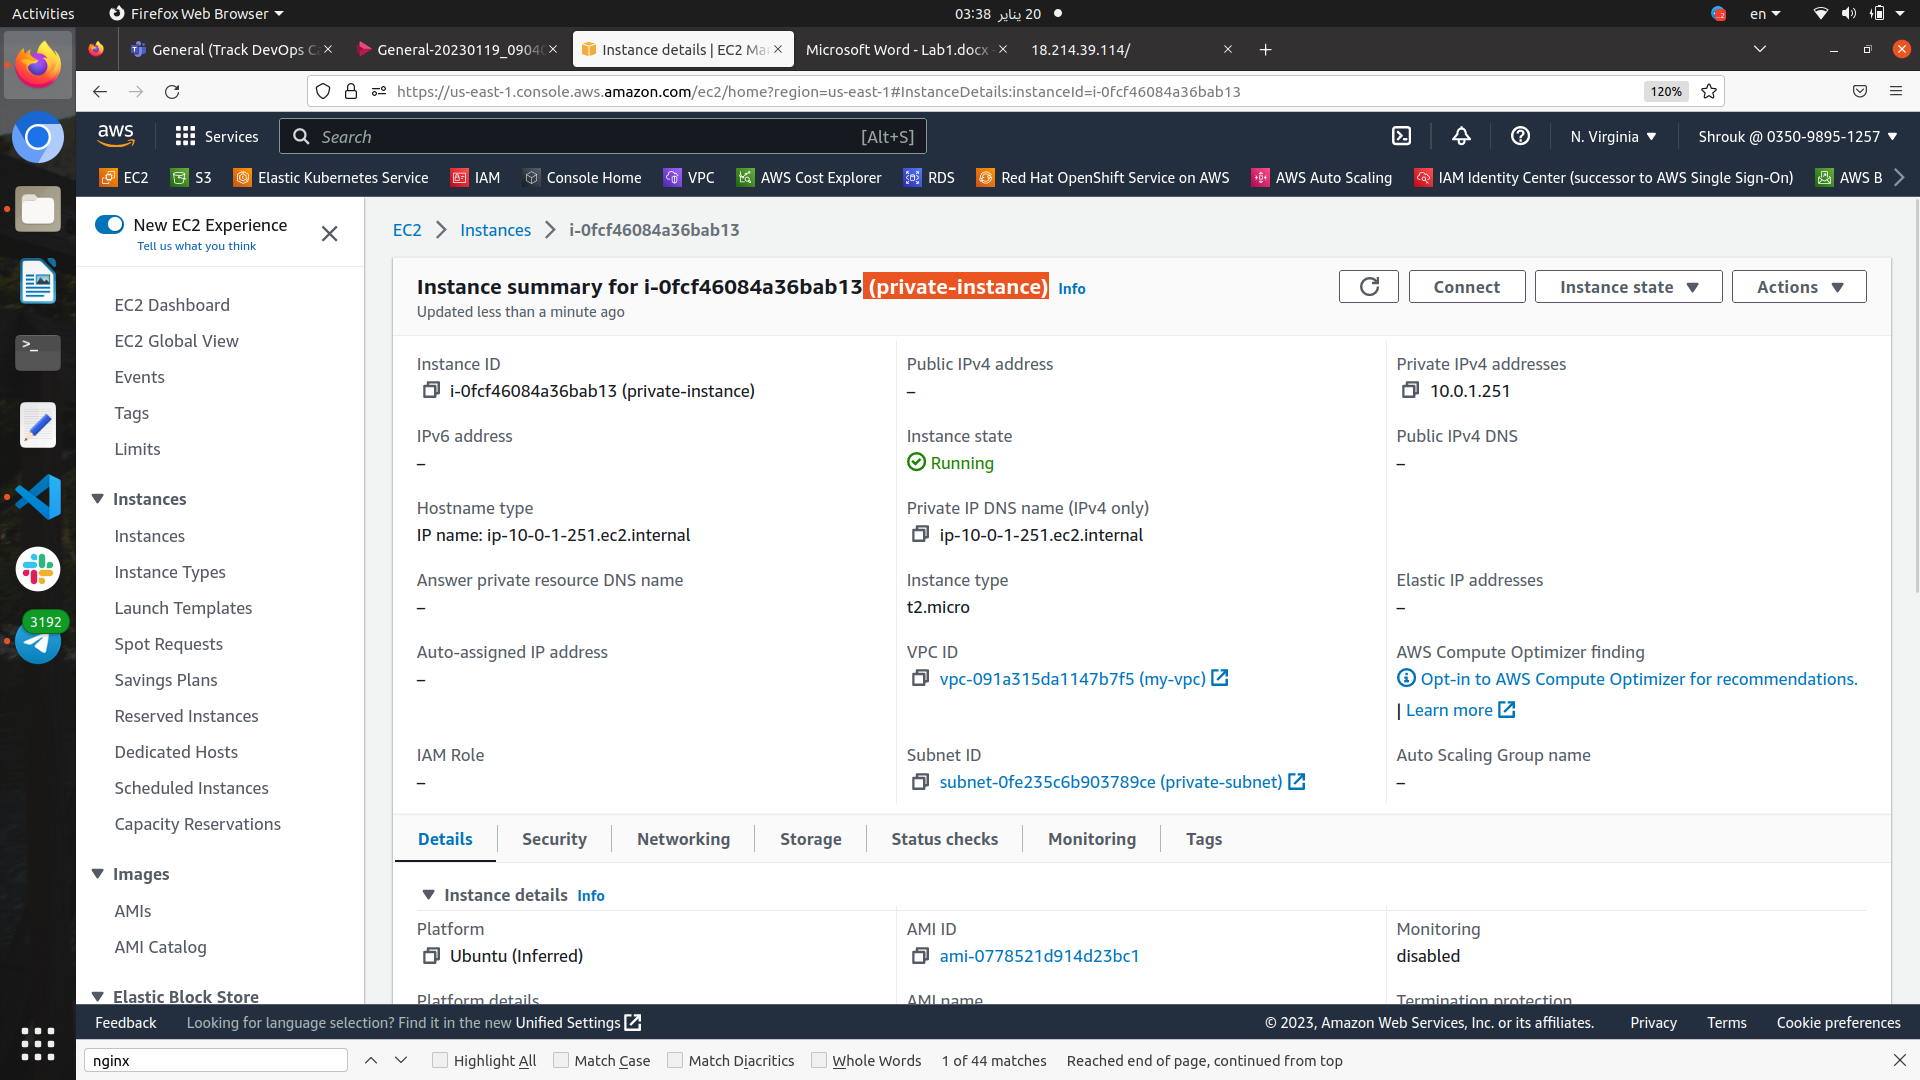 Activities
Firefox Web Browser
03:38 20 يناير
en
General (Track DevOps Ca
General-20230119_0904
Instance details | EC2 Ma
Microsoft Word - Lab1.docx
18.214.39.114/
https://us-east-1.console.aws.amazon.com/ec2/home?region=us-east-1#InstanceDetails:instanceId=i-0fcf46084a36bab13
120%
aws
Services
Search
[Alt+S]
N. Virginia
Shrouk @ 0350-9895-1257
EC2
S3
Elastic Kubernetes Service
IAM
Console Home
VPC
AWS Cost Explorer
RDS
Red Hat OpenShift Service on AWS
AWS Auto Scaling
IAM Identity Center (successor to AWS Single Sign-On)
AWS B
New EC2 Experience
Tell us what you think
EC2 Dashboard
EC2 Global View
Events
Tags
Limits
Instances
Instances
Instance Types
Launch Templates
Spot Requests
Savings Plans
Reserved Instances
Dedicated Hosts
Scheduled Instances
Capacity Reservations
Images
AMIs
AMI Catalog
Elastic Block Store
3192
EC2
Instances
i-0fcf46084a36bab13
Instance summary for i-0fcf46084a36bab13 (private-instance) Info
Updated less than a minute ago
Connect
Instance state
Actions
Instance ID
i-0fcf46084a36bab13 (private-instance)
Public IPv4 address
–
Private IPv4 addresses
10.0.1.251
IPv6 address
–
Instance state
Running
Public IPv4 DNS
–
Hostname type
IP name: ip-10-0-1-251.ec2.internal
Private IP DNS name (IPv4 only)
ip-10-0-1-251.ec2.internal
Answer private resource DNS name
–
Instance type
t2.micro
Elastic IP addresses
–
Auto-assigned IP address
–
VPC ID
vpc-091a315da1147b7f5 (my-vpc)
AWS Compute Optimizer finding
Opt-in to AWS Compute Optimizer for recommendations.
| Learn more
IAM Role
–
Subnet ID
subnet-0fe235c6b903789ce (private-subnet)
Auto Scaling Group name
–
Details
Security
Networking
Storage
Status checks
Monitoring
Tags
Instance details Info
Platform
Ubuntu (Inferred)
AMI ID
ami-0778521d914d23bc1
Monitoring
disabled
Platform details
AMI name
Termination protection
Feedback
Looking for language selection? Find it in the new Unified Settings
© 2023, Amazon Web Services, Inc. or its affiliates.
Privacy
Terms
Cookie preferences
nginx
Highlight All
Match Case
Match Diacritics
Whole Words
1 of 44 matches
Reached end of page, continued from top